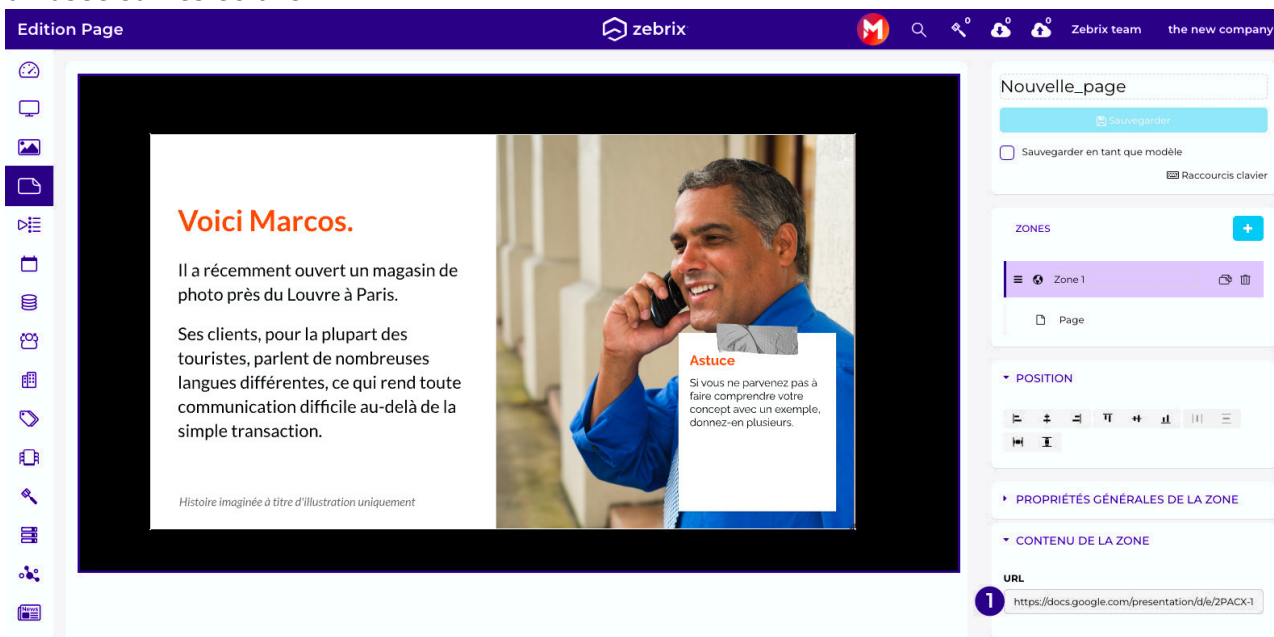 Edition Page
zebrix
0
0
0
Zebrix team
the new company
Nouvelle_page
Sauvegarder
Sauvegarder en tant que modèle
Raccourcis clavier
Voici Marcos.
Il a récemment ouvert un magasin de
photo près du Louvre à Paris.
Ses clients, pour la plupart des
touristes, parlent de nombreuses
langues différentes, ce qui rend toute
communication difficile au-delà de la
simple transaction.
Histoire imaginée à titre d'illustration uniquement
Astuce
Si vous ne parvenez pas à
faire comprendre votre
concept avec un exemple,
donnez-en plusieurs.
ZONES
+
Zone 1
Page
POSITION
PROPRIÉTÉS GÉNÉRALES DE LA ZONE
CONTENU DE LA ZONE
URL
1
https://docs.google.com/presentation/d/e/2PACX-1
News